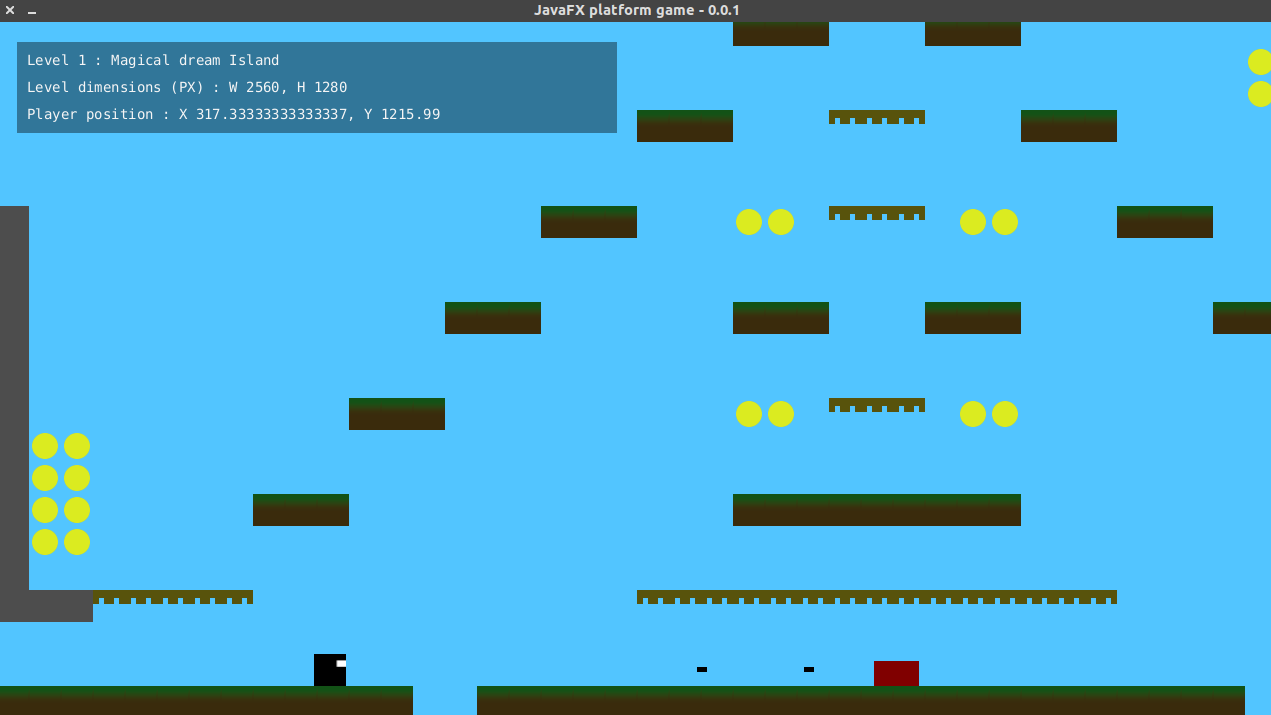 JavaFX platform game - 0.0.1
Level 1 : Magical dream Island
Level dimensions (PX) : W 2560, H 1280
Player position : X 317.33333333333337, Y 1215.99